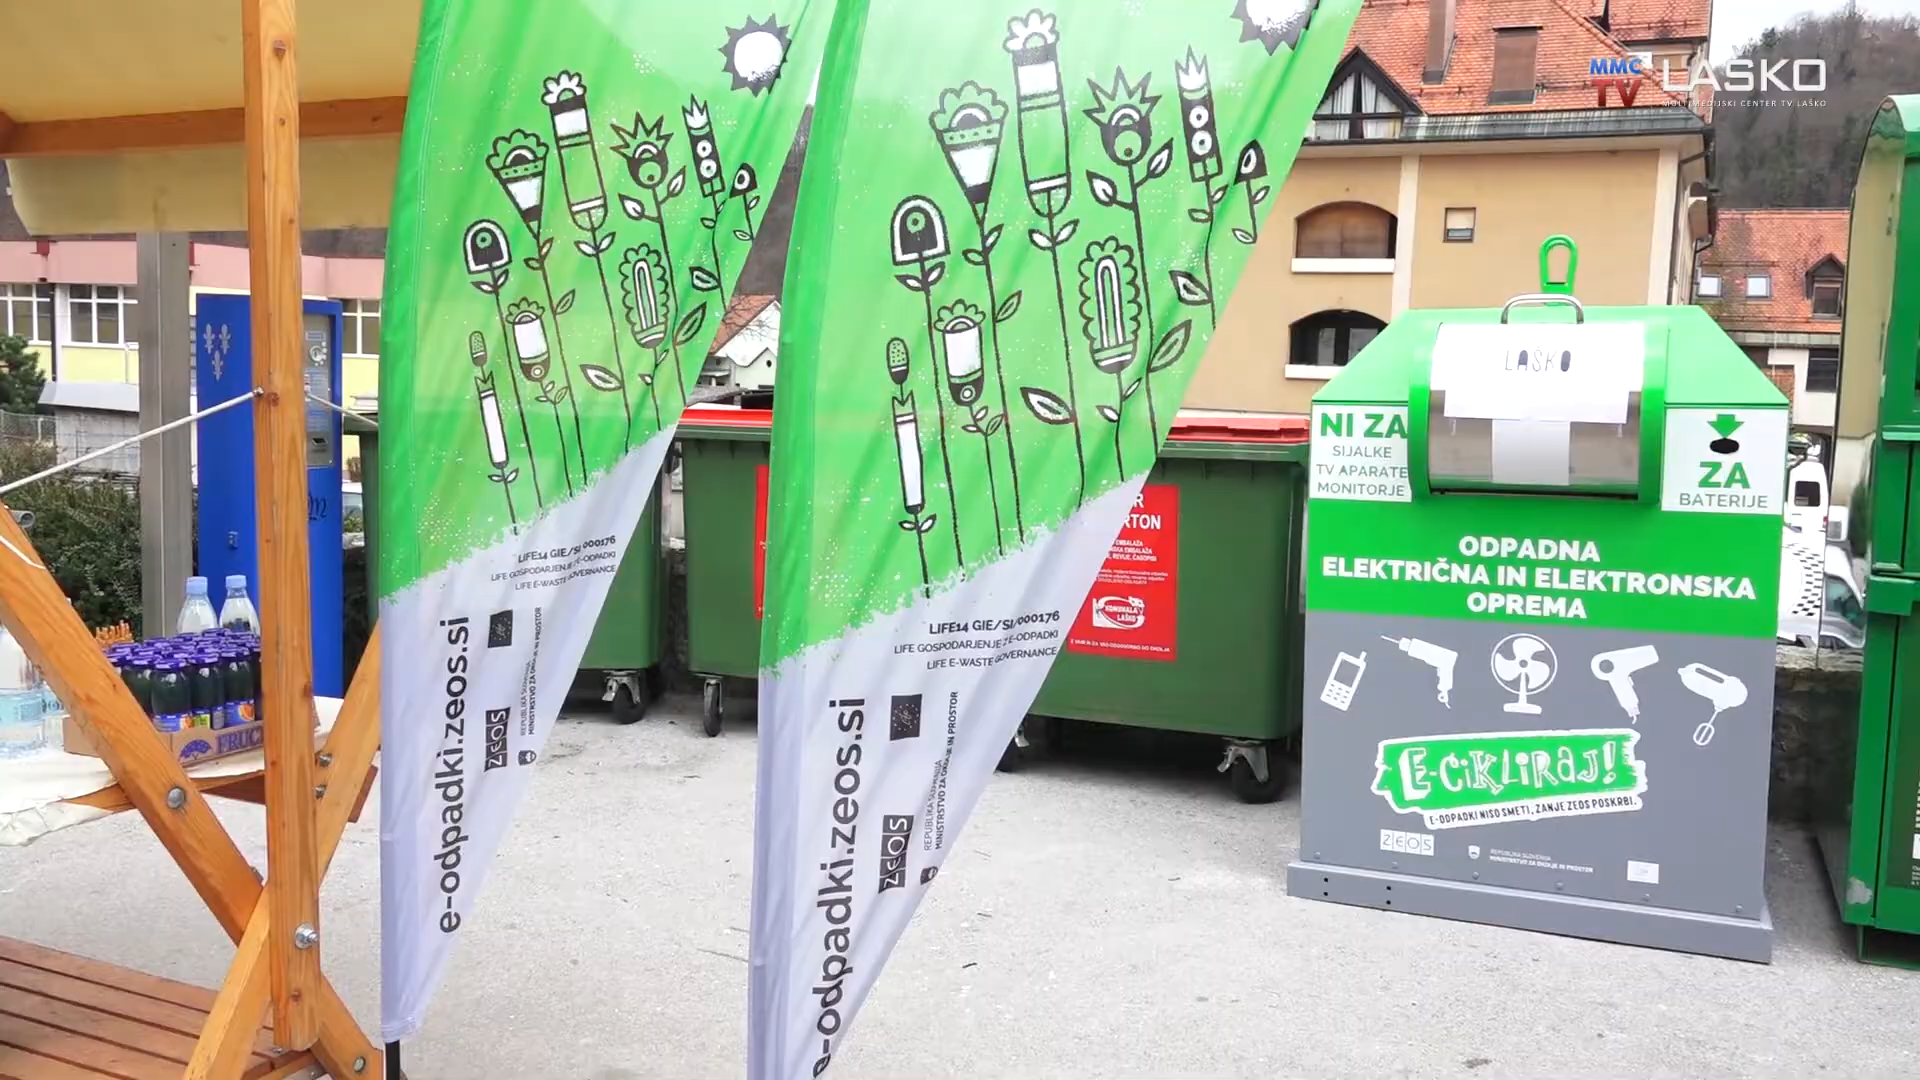 MMC
TV
LAŠKO
MULTIMEDIJSKI CENTER TV LAŠKO
LIFE14 GIE/SI/000176
LIFE GOSPODARJENJE Z E-ODPADKI
LIFE E-WASTE GOVERNANCE
e-odpadki.zeos.si
ZEOS
REPUBLIKA SLOVENIJA
MINISTRSTVO ZA OKOLJE IN PROSTOR
LIFE14 GIE/SI/000176
LIFE GOSPODARJENJE Z E-ODPADKI
LIFE E-WASTE GOVERNANCE
e-odpadki.zeos.si
ZEOS
REPUBLIKA SLOVENIJA
MINISTRSTVO ZA OKOLJE IN PROSTOR
FRUC
KOMUNALA
LAŠKO
LAŠKO
NI ZA
SIJALKE
TV APARATE
MONITORJE
ZA
BATERIJE
ODPADNA
ELEKTRIČNA IN ELEKTRONSKA
OPREMA
E-CIKLIRAJ!
E-ODPADKI NISO SMETI, ZANJE ZEOS POSKRBI.
ZEOS
REPUBLIKA SLOVENIJA
MINISTRSTVO ZA OKOLJE IN PROSTOR